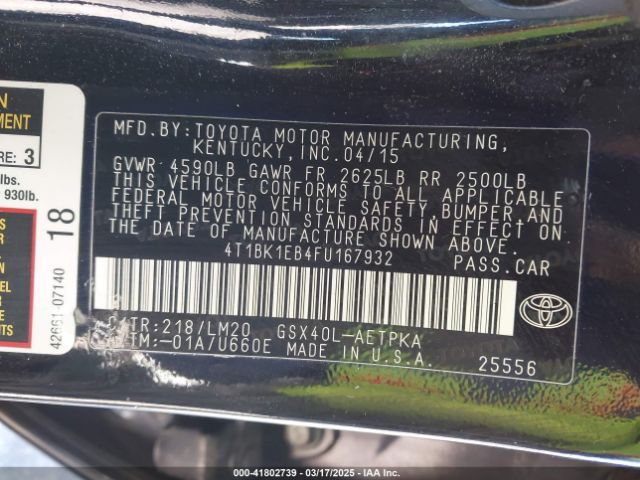 N
MENT
RE: 3
lbs.
930lb.
18
42661-07140
MFD.BY:TOYOTA MOTOR MANUFACTURING,
KENTUCKY, INC. 04/15
GVWR 4590LB GAWR FR 2625LB RR 2500LB
THIS VEHICLE CONFORMS TO ALL APPLICABLE
FEDERAL MOTOR VEHICLE SAFETY, BUMPER, AND
THEFT PREVENTION STANDARDS IN EFFECT ON
THE DATE OF MANUFACTURE SHOWN ABOVE.
4T1BK1EB4FU167932 PASS.CAR
TR:218/LM20 GSX40L-AETPKA
TM:-01A/U660E MADE IN U.S.A. 25556
TOYOTA
000-41802739 - 03/17/2025 - IAA Inc.